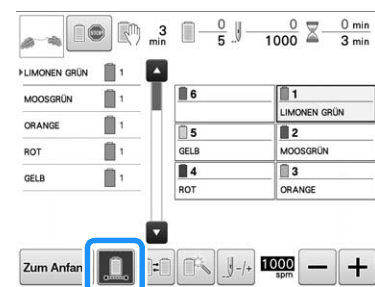 STOP 3 min 0 5 0 1000 0 min 3 min
LIMONEN GRÜN 1
MOOSGRÜN 1
ORANGE 1
ROT 1
GELB 1
6
1 LIMONEN GRÜN
5 GELB
2 MOOSGRÜN
4 ROT
3 ORANGE
Zum Anfan -/+ 1000 spm - +